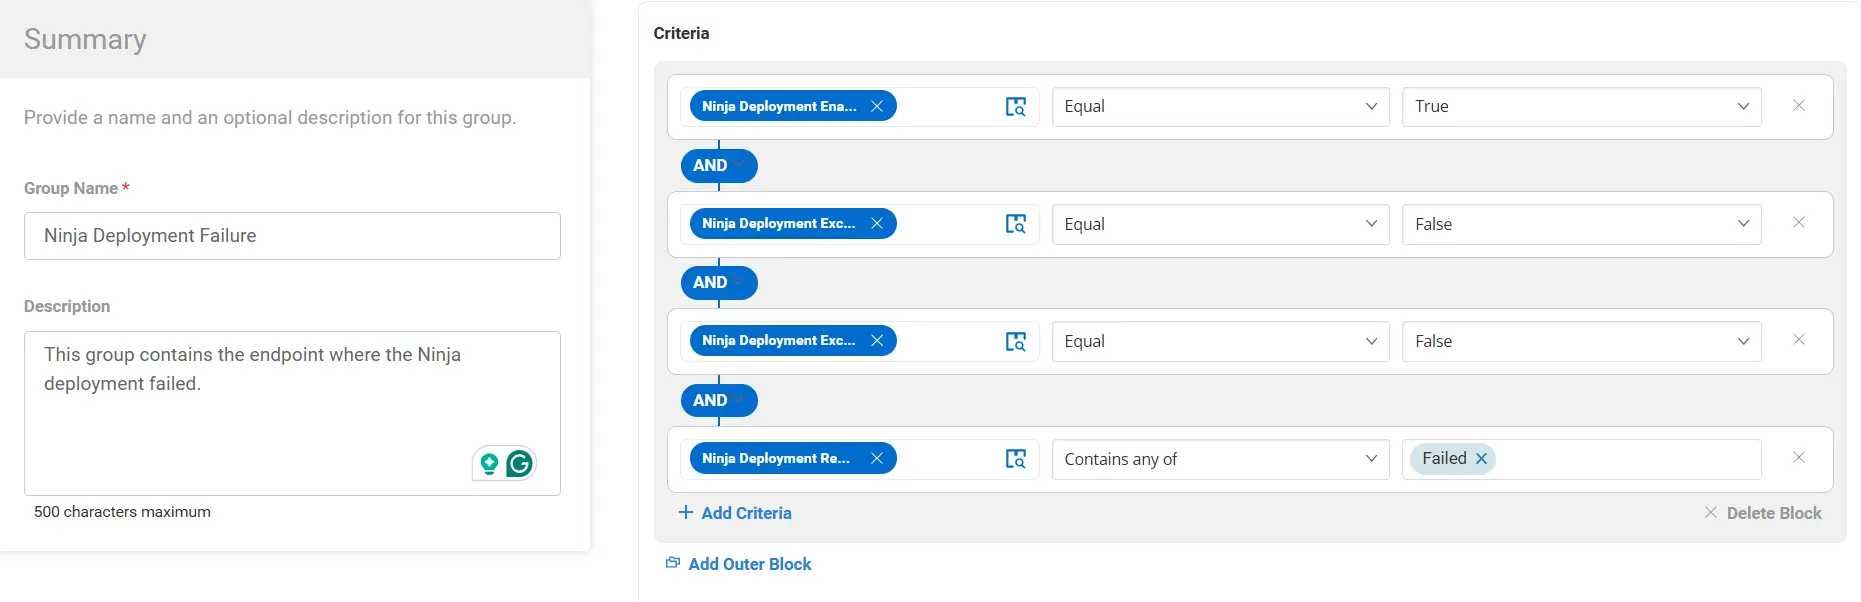 Summary
Provide a name and an optional description for this group.
Group Name *
Ninja Deployment Failure
Description
This group contains the endpoint where the Ninja
deployment failed.
500 characters maximum
Criteria
Ninja Deployment Ena... Equal True
AND
Ninja Deployment Exc... Equal False
AND
Ninja Deployment Exc... Equal False
AND
Ninja Deployment Re... Contains any of Failed
Add Criteria Delete Block
Add Outer Block